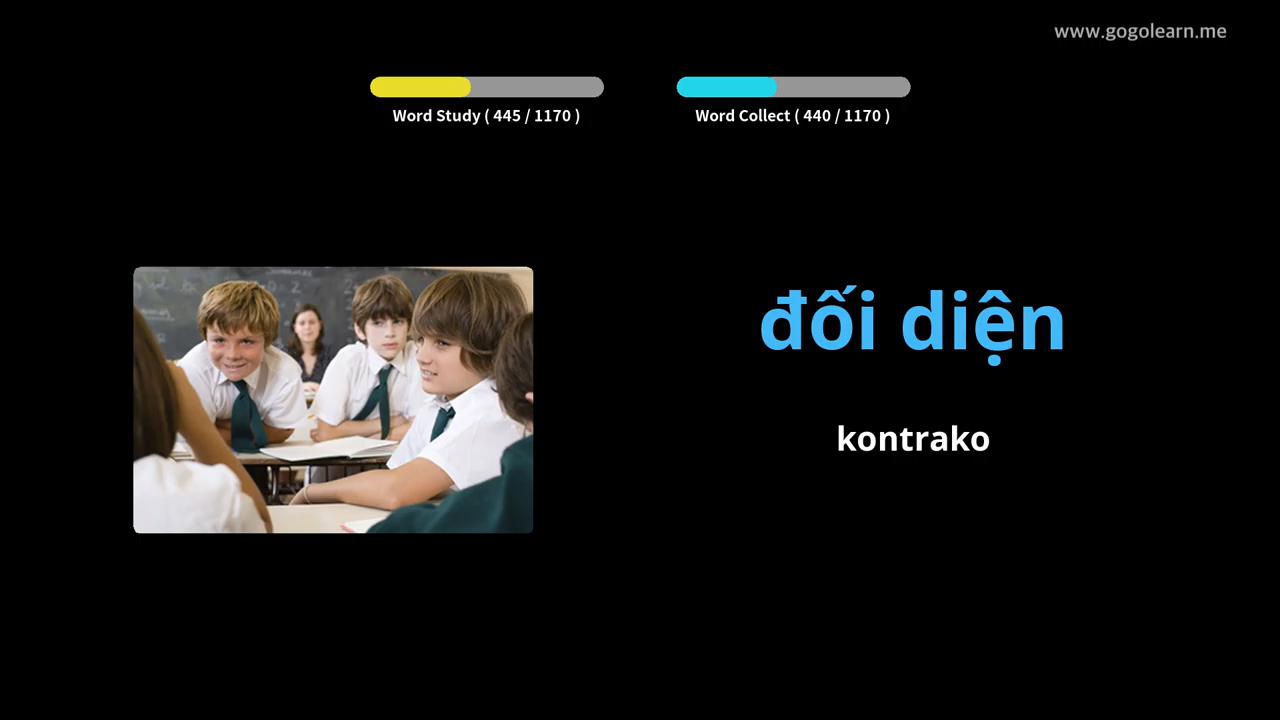 www.gogolearn.me
Word Study ( 445 / 1170 )
Word Collect ( 440 / 1170 )
đối diện
kontrako